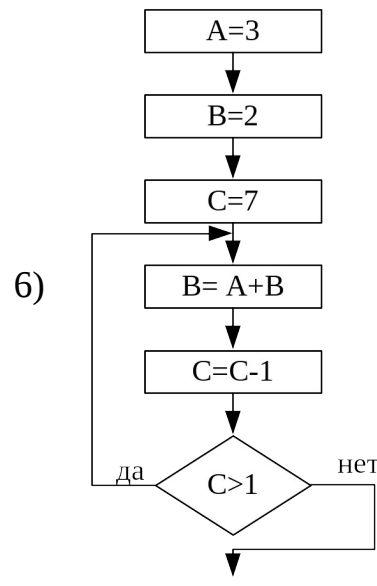 A=3
B=2
C=7
6)
B= A+B
C=C-1
да
C>1
нет